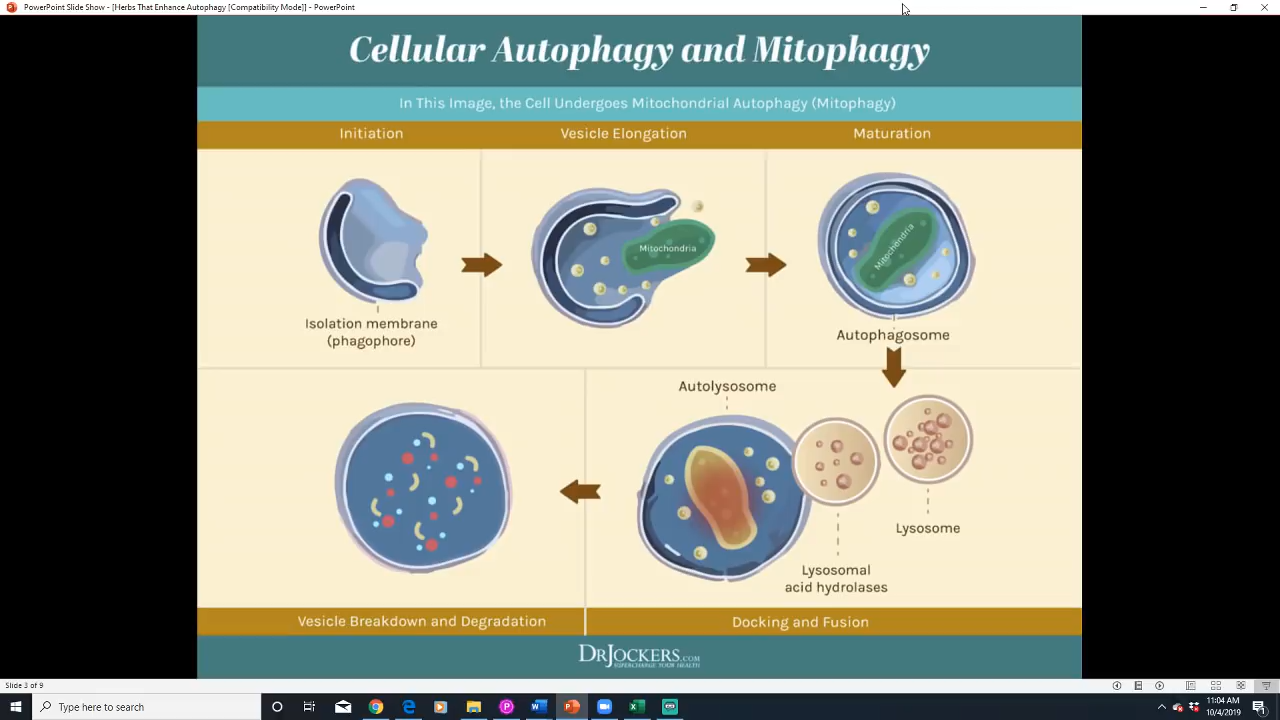 PowerPoint Slide Show - [Herbs That Enhance Autophagy [Compatibility Mode]] - PowerPoint
Cellular Autophagy and Mitophagy
In This Image, the Cell Undergoes Mitochondrial Autophagy (Mitophagy)
Initiation
Vesicle Elongation
Maturation
Mitochondria
Mitochondria
Isolation membrane
(phagophore)
Autophagosome
Autolysosome
Lysosome
Lysosomal
acid hydrolases
Vesicle Breakdown and Degradation
Docking and Fusion
DRJOCKERS.COM
SUPERCHARGE YOUR HEALTH
Slide 3 of 9
Type here to search
11:04 AM
10/4/2019